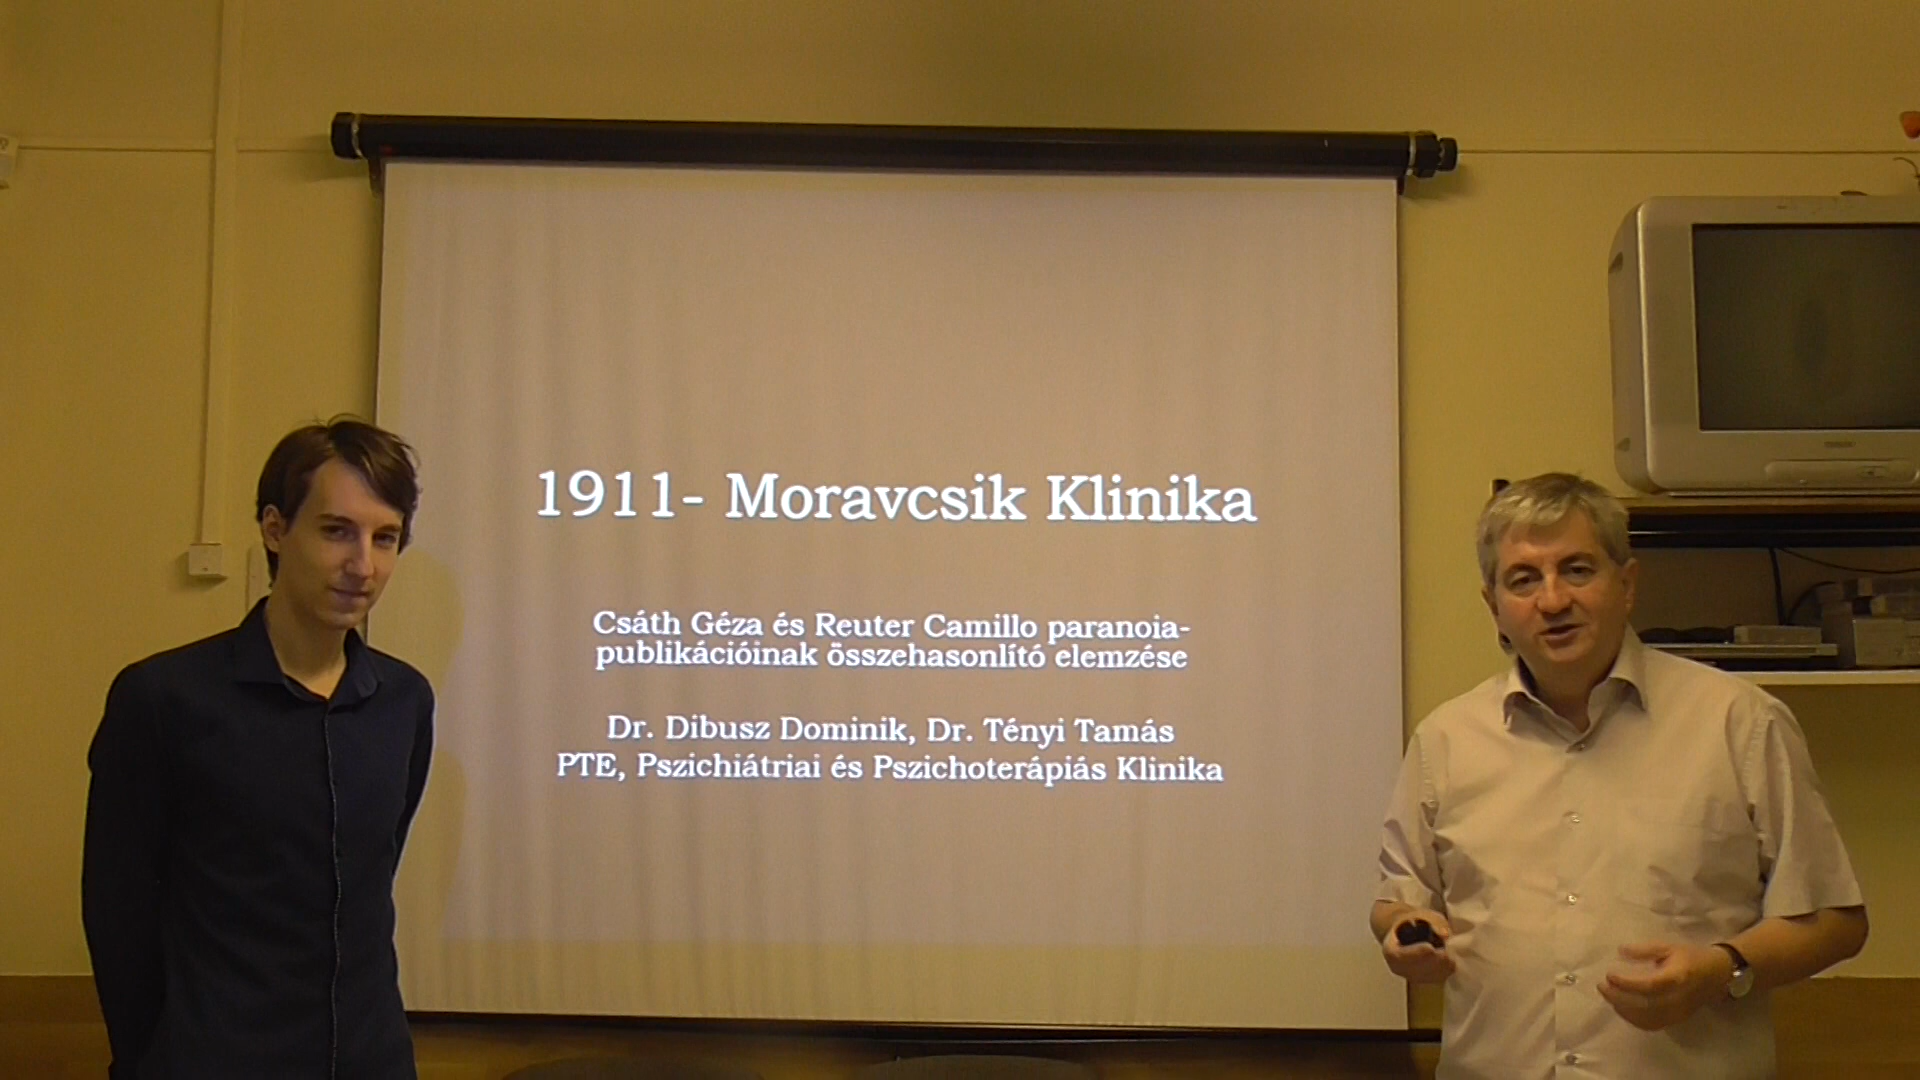 1911- Moravcsik Klinika
Csáth Géza és Reuter Camillo paranoia-
publikációinak összehasonlító elemzése
Dr. Dibusz Dominik, Dr. Tényi Tamás
PTE, Pszichiátriai és Pszichoterápiás Klinika